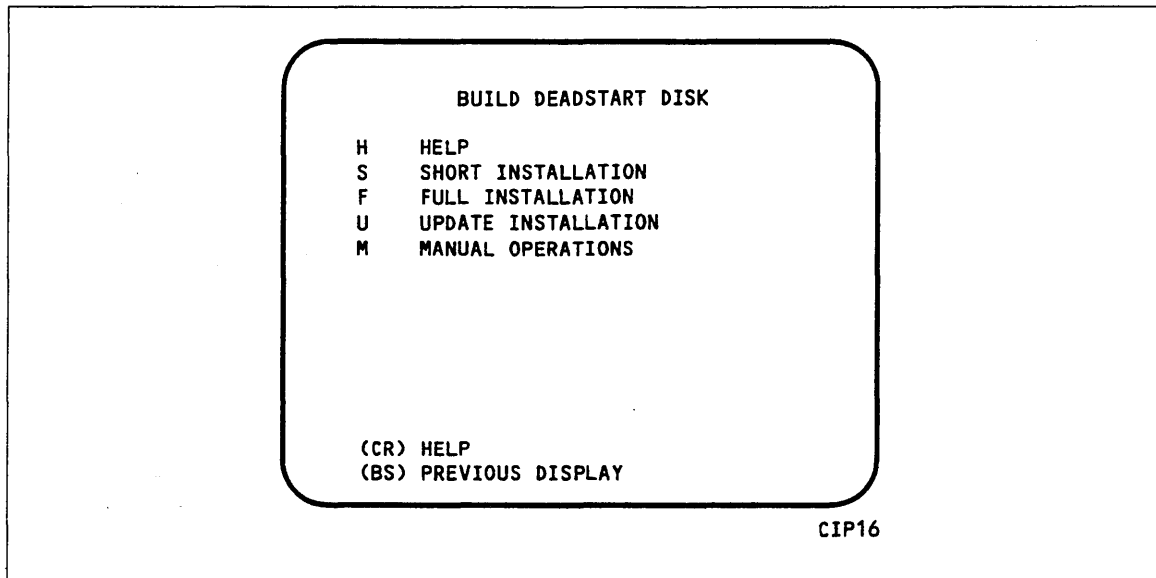 BUILD DEADSTART DISK
H HELP
S SHORT INSTALLATION
F FULL INSTALLATION
U UPDATE INSTALLATION
M MANUAL OPERATIONS
(CR) HELP
(BS) PREVIOUS DISPLAY
CIP16